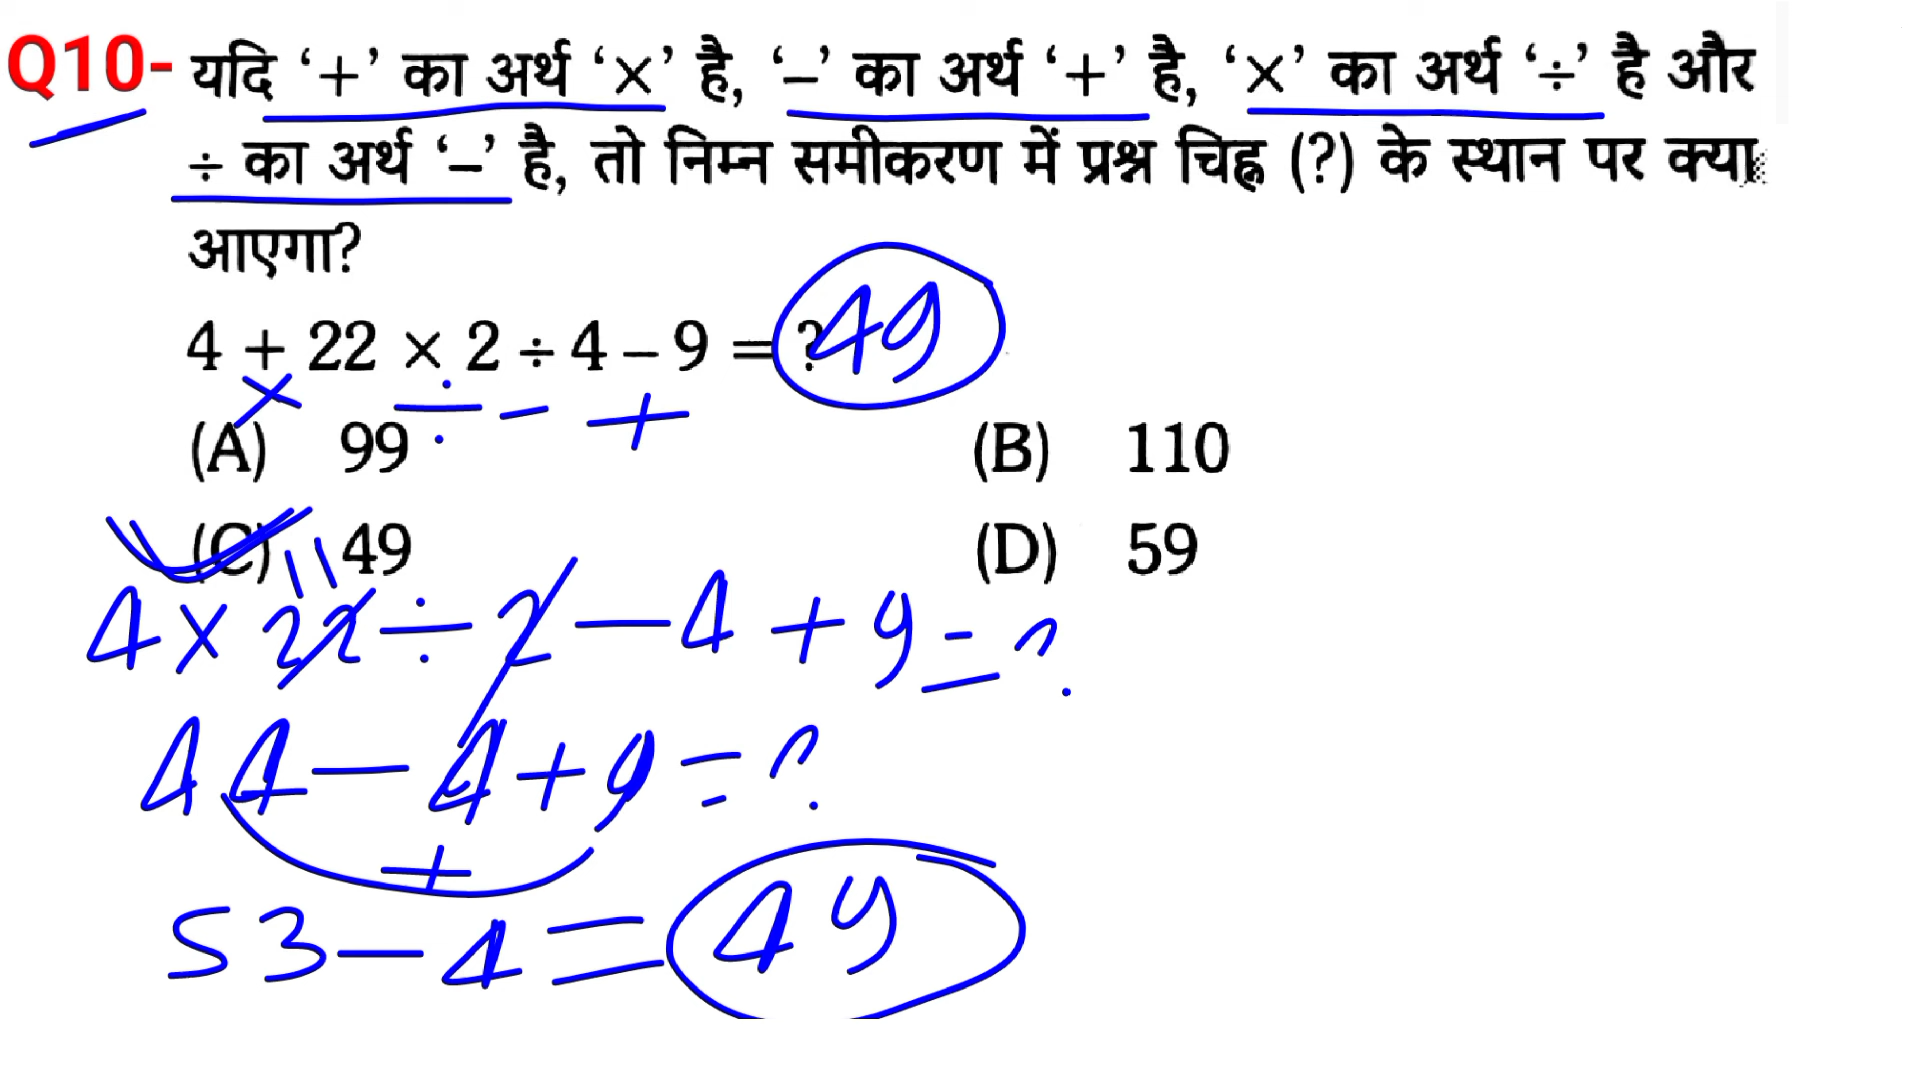 Q10- यदि ‘+’ का अर्थ ‘×’ है, ‘–’ का अर्थ ‘+’ है, ‘×’ का अर्थ ‘÷’ है और
÷ का अर्थ ‘–’ है, तो निम्न समीकरण में प्रश्न चिह्न (?) के स्थान पर क्या
आएगा?
4 + 22 × 2 ÷ 4 – 9 = ? 49
× ÷ – +
(A) 99 (B) 110
(C) 49 (D) 59
11
4 × 22 ÷ 2 – 4 + 9 = ?
44 – 4 + 9 = ?
+
53 – 4 = 49